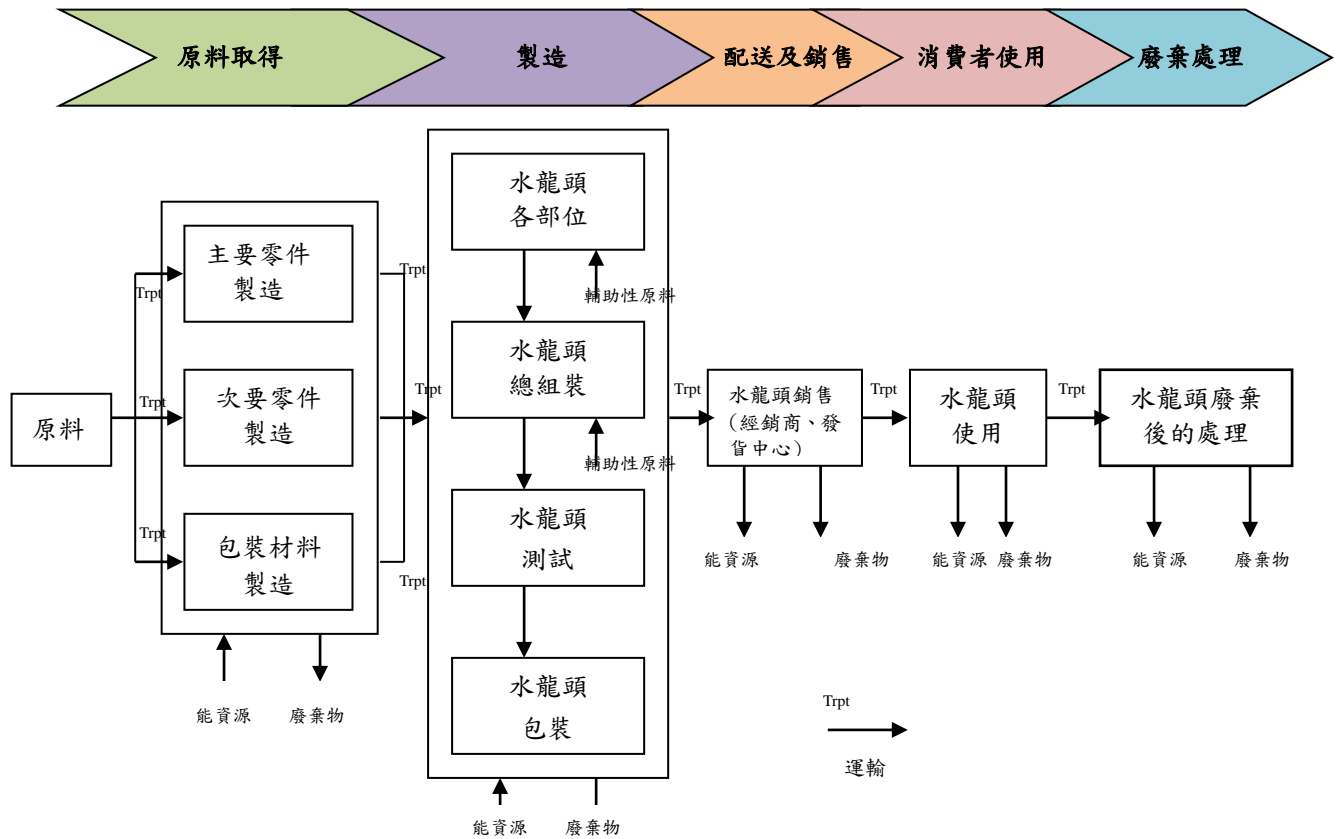 原料取得
製造
配送及銷售
消費者使用
廢棄處理
原料
Trpt
Trpt
Trpt
主要零件
製造
次要零件
製造
包裝材料
製造
能資源
廢棄物
Trpt
Trpt
Trpt
水龍頭
各部位
輔助性原料
水龍頭
總組裝
輔助性原料
水龍頭
測試
水龍頭
包裝
能資源
廢棄物
Trpt
水龍頭銷售
(經銷商、發
貨中心)
能資源
廢棄物
Trpt
水龍頭
使用
能資源
廢棄物
Trpt
水龍頭廢棄
後的處理
能資源
廢棄物
Trpt
運輸